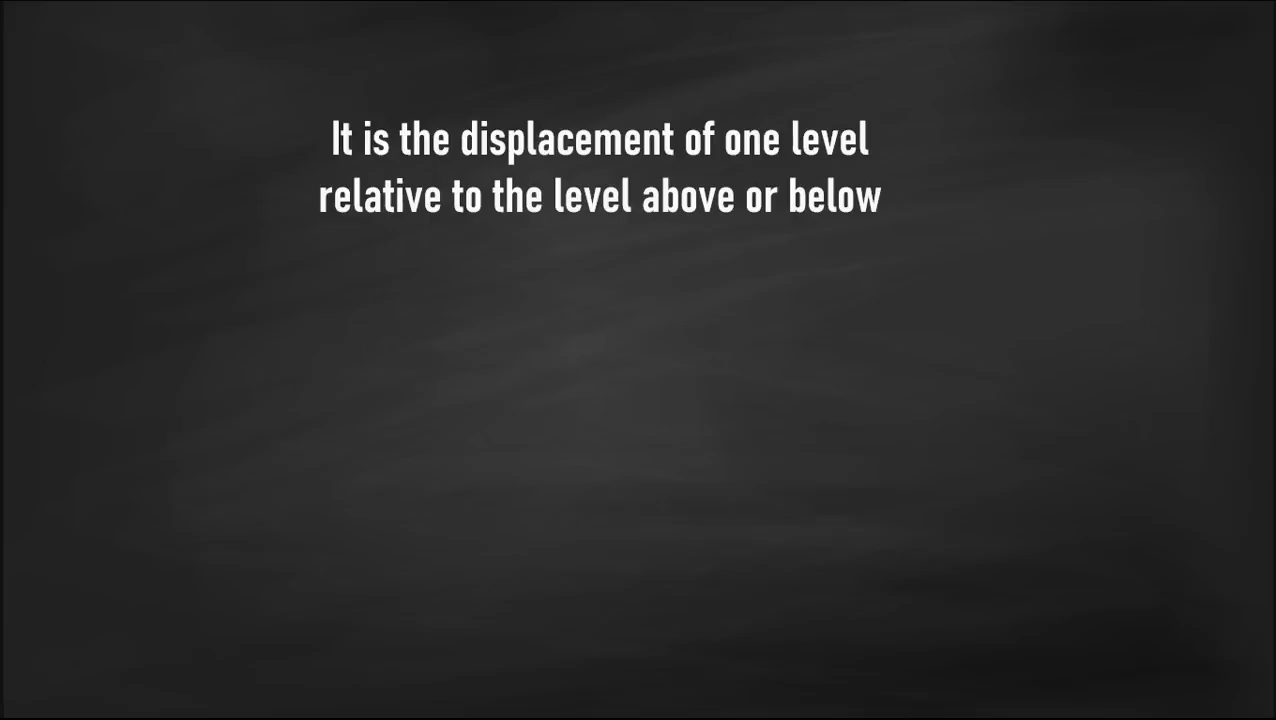 It is the displacement of one level
relative to the level above or below